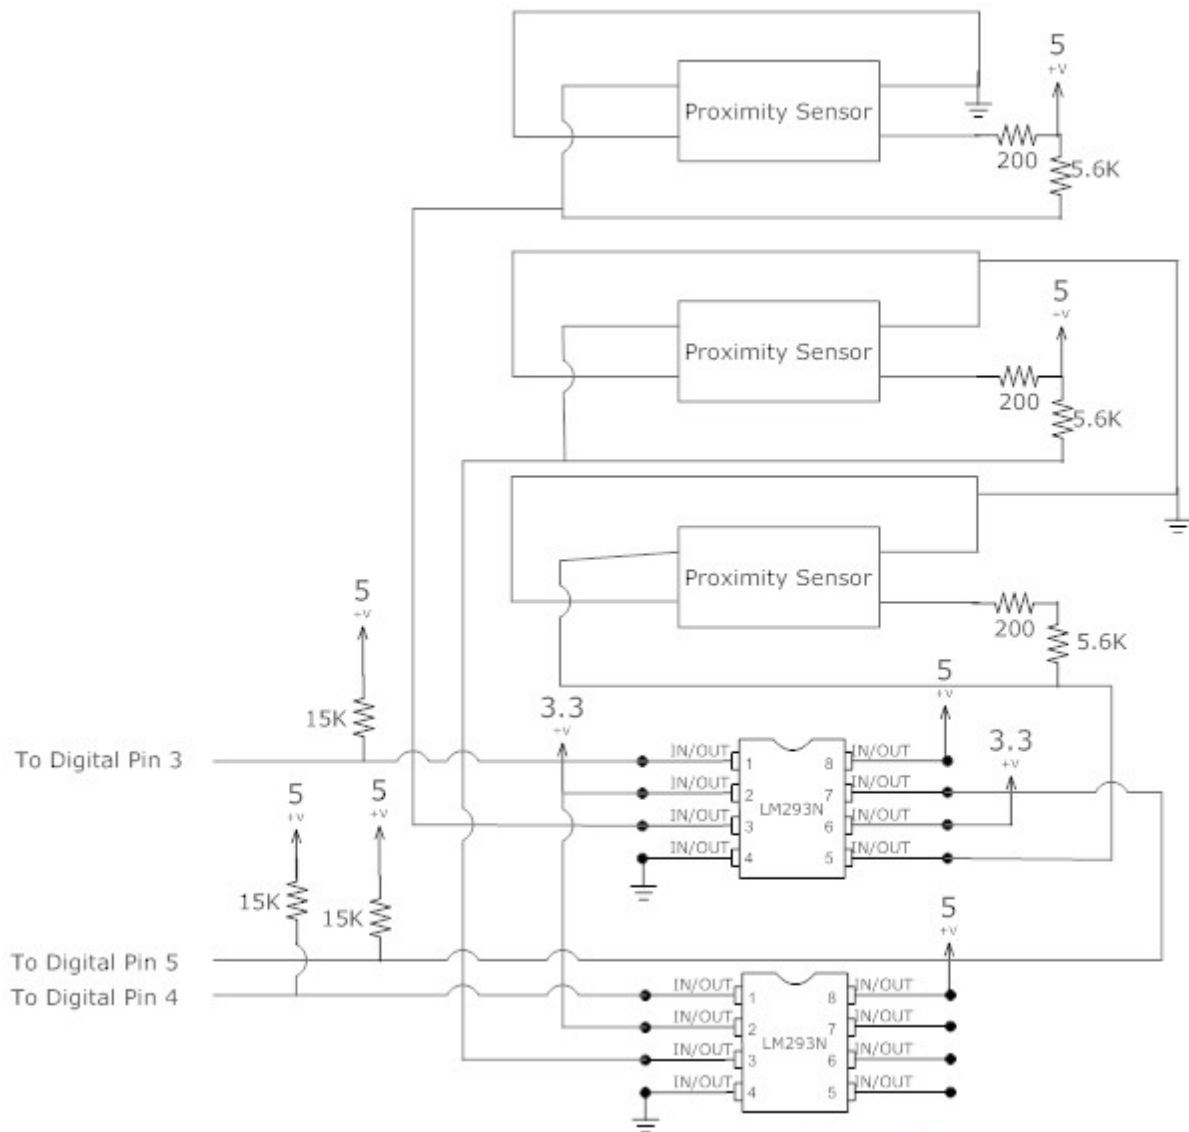 5
+V
Proximity Sensor
200
5.6K
5
+V
Proximity Sensor
200
5.6K
Proximity Sensor
200
5.6K
5
+V
15K
3.3
+V
5
+V
3.3
+V
To Digital Pin 3
IN/OUT 1 8 IN/OUT
IN/OUT 2 7 IN/OUT
LM293N
IN/OUT 3 6 IN/OUT
IN/OUT 4 5 IN/OUT
5
+V
5
+V
15K
15K
5
+V
To Digital Pin 5
To Digital Pin 4
IN/OUT 1 8 IN/OUT
IN/OUT 2 7 IN/OUT
LM293N
IN/OUT 3 6 IN/OUT
IN/OUT 4 5 IN/OUT